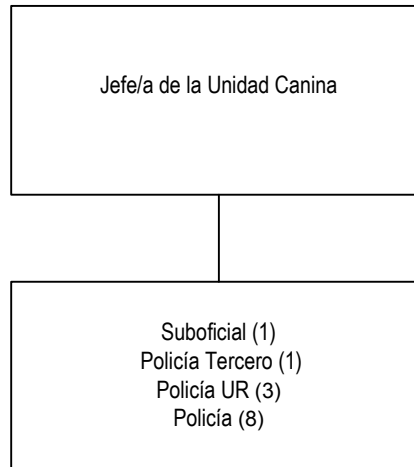 Jefe/a de la Unidad Canina
Suboficial (1)
Policía Tercero (1)
Policía UR (3)
Policía (8)